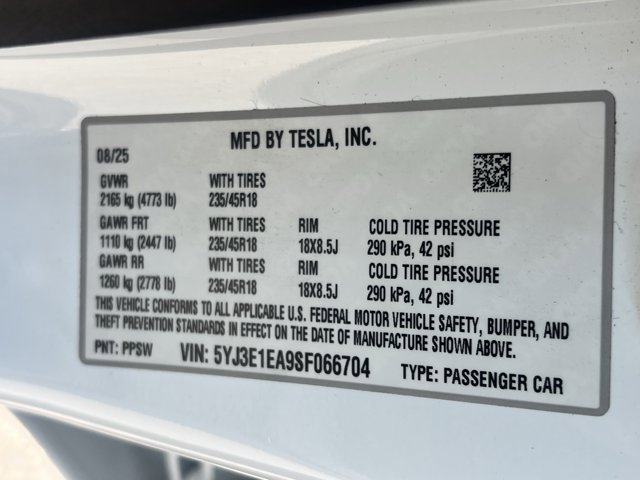 MFD BY TESLA, INC.
08/25
GVWR WITH TIRES
2165 kg (4773 lb) 235/45R18
GAWR FRT WITH TIRES RIM COLD TIRE PRESSURE
1110 kg (2447 lb) 235/45R18 18X8.5J 290 kPa, 42 psi
GAWR RR WITH TIRES RIM COLD TIRE PRESSURE
1260 kg (2778 lb) 235/45R18 18X8.5J 290 kPa, 42 psi
THIS VEHICLE CONFORMS TO ALL APPLICABLE U.S. FEDERAL MOTOR VEHICLE SAFETY, BUMPER, AND
THEFT PREVENTION STANDARDS IN EFFECT ON THE DATE OF MANUFACTURE SHOWN ABOVE.
PNT: PPSW VIN: 5YJ3E1EA9SF066704 TYPE: PASSENGER CAR